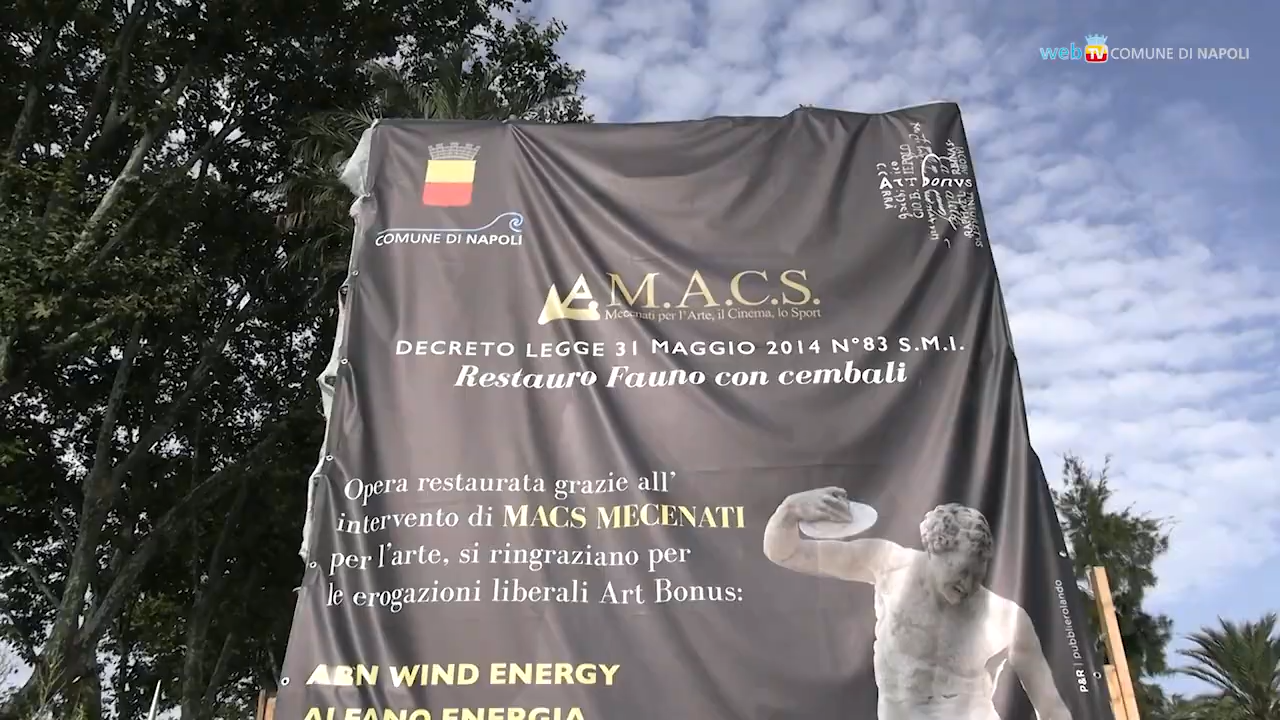 web TV COMUNE DI NAPOLI
COMUNE DI NAPOLI
Art Bonus
M.A.C.S.
Mecenati per l'Arte, il Cinema, lo Sport
DECRETO LEGGE 31 MAGGIO 2014 N°83 S.M.I.
Restauro Fauno con cembali
Opera restaurata grazie all'
intervento di MACS MECENATI
per l'arte, si ringraziano per
le erogazioni liberali Art Bonus:
ABN WIND ENERGY
ALFANO ENERGIA
P&R | pubblierolando